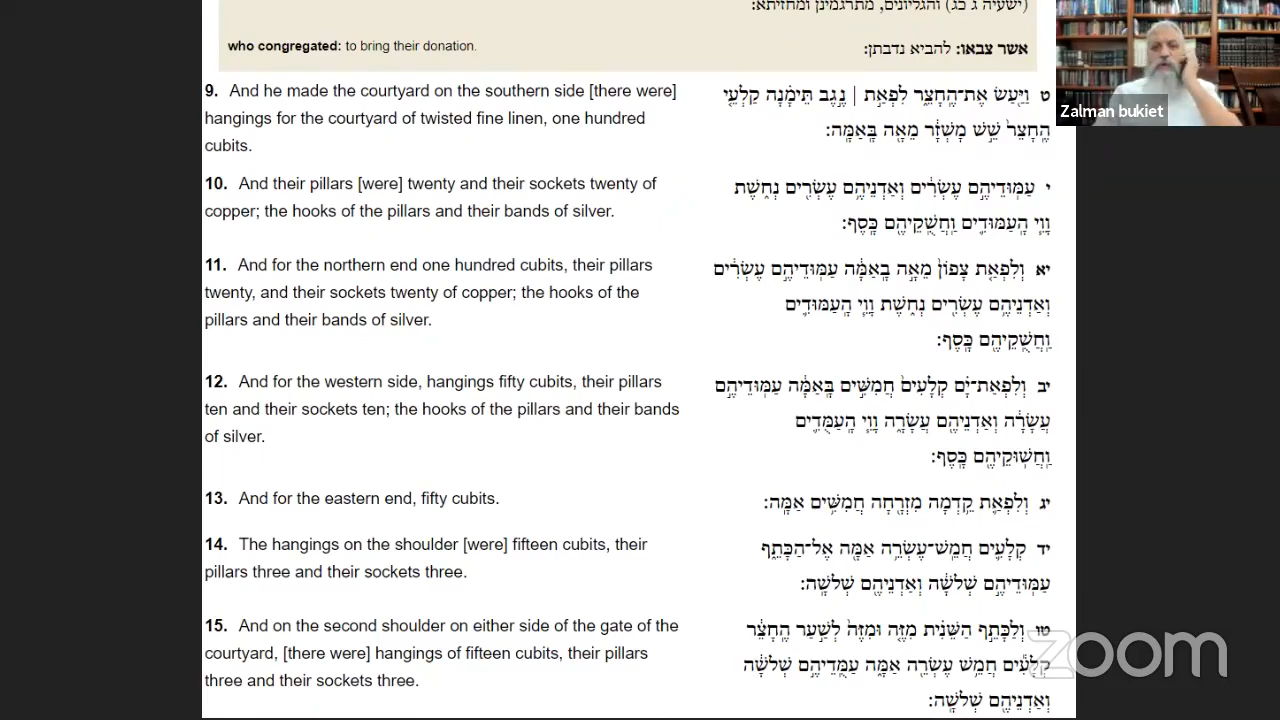 (ישעיה ג כג) והגליונים, מתרגמינן ומחזיתא:
who congregated: to bring their donation.
אשר צבאו: להביא נדבתן:
9. And he made the courtyard on the southern side [there were]
hangings for the courtyard of twisted fine linen, one hundred
cubits.
ט וַיַּ֖עַשׂ אֶת־הֶֽחָצֵ֑ר לִפְאַ֣ת | נֶ֣גֶב תֵּימָ֗נָה קַלְעֵ֤י
הֶֽחָצֵר֙ שֵׁ֣שׁ מָשְׁזָ֔ר מֵאָ֖ה בָּֽאַמָּֽה:
10. And their pillars [were] twenty and their sockets twenty of
copper; the hooks of the pillars and their bands of silver.
י עַמּֽוּדֵיהֶ֣ם עֶשְׂרִ֔ים וְאַדְנֵיהֶ֥ם עֶשְׂרִ֖ים נְח֑שֶׁת
וָוֵ֧י הָֽעַמּוּדִ֛ים וַֽחֲשֻֽׁקֵיהֶ֖ם כָּֽסֶף:
11. And for the northern end one hundred cubits, their pillars
twenty, and their sockets twenty of copper; the hooks of the
pillars and their bands of silver.
יא וְלִפְאַ֤ת צָפוֹן֙ מֵאָ֣ה בָֽאַמָּ֔ה עַמּֽוּדֵיהֶ֣ם עֶשְׂרִ֔ים
וְאַדְנֵיהֶ֥ם עֶשְׂרִ֖ים נְח֑שֶׁת וָוֵ֧י הָֽעַמּוּדִ֛ים
וַֽחֲשֻֽׁקֵיהֶ֖ם כָּֽסֶף:
12. And for the western side, hangings fifty cubits, their pillars
ten and their sockets ten; the hooks of the pillars and their bands
of silver.
יב וְלִפְאַת־יָ֗ם קְלָעִים֙ חֲמִשִּׁ֣ים בָּֽאַמָּ֔ה עַמּֽוּדֵיהֶ֣ם
עֲשָׂרָ֔ה וְאַדְנֵיהֶ֖ם עֲשָׂרָ֑ה וָוֵ֧י הָֽעַמֻּדִ֛ים
וַֽחֲשֽׁוּקֵיהֶ֖ם כָּֽסֶף:
13. And for the eastern end, fifty cubits.
יג וְלִפְאַ֛ת קֵ֥דְמָה מִזְרָ֖חָה חֲמִשִּׁ֥ים אַמָּֽה:
14. The hangings on the shoulder [were] fifteen cubits, their
pillars three and their sockets three.
יד קְלָעִ֛ים חֲמֵֽשׁ־עֶשְׂרֵ֥ה אַמָּ֖ה אֶל־הַכָּתֵ֑ף
עַמּֽוּדֵיהֶ֣ם שְׁלשָׁ֔ה וְאַדְנֵיהֶ֖ם שְׁלשָֽׁה:
15. And on the second shoulder on either side of the gate of the
courtyard, [there were] hangings of fifteen cubits, their pillars
three and their sockets three.
טו וְלַכָּתֵ֣ף הַשֵּׁנִ֗ית מִזֶּ֤ה וּמִזֶּה֙ לְשַׁ֣עַר הֶֽחָצֵ֔ר
קְלָעִ֕ים חֲמֵ֥שׁ עֶשְׂרֵ֖ה אַמָּ֑ה עַמֻּדֵיהֶ֣ם שְׁלשָׁ֔ה
וְאַדְנֵיהֶ֖ם שְׁלשָֽׁה:
Zalman bukiet
zoom